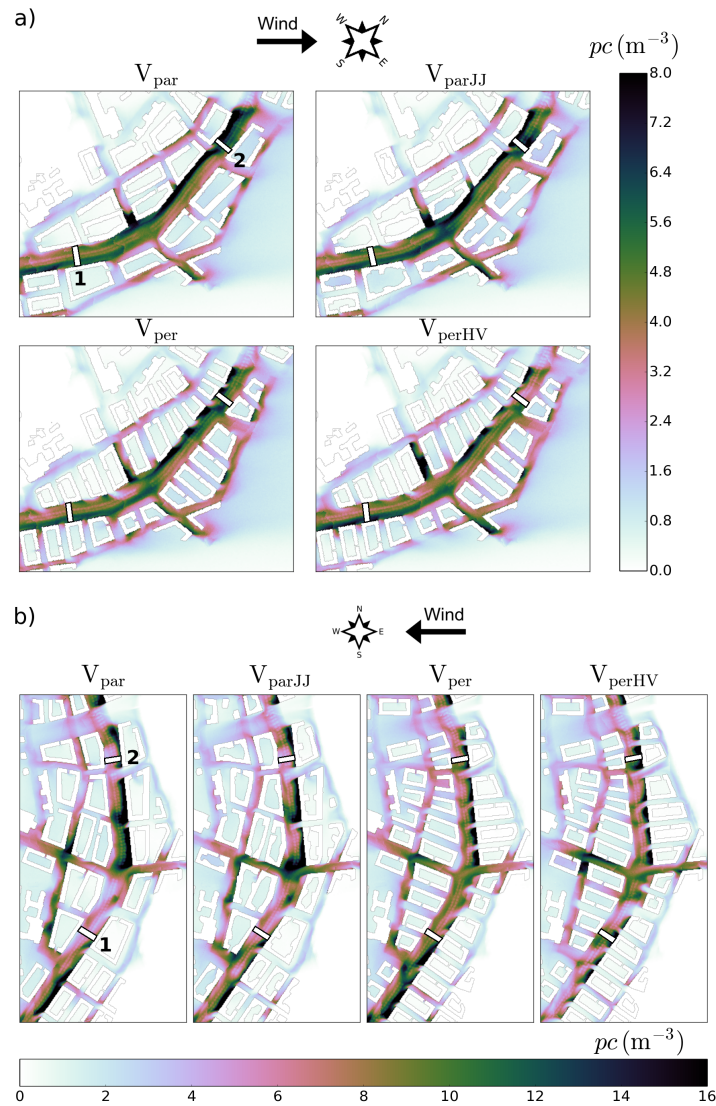 a)
Wind
W
N
S
E
pc (m⁻³)
V_par
V_parJJ
8.0
7.2
6.4
5.6
4.8
4.0
3.2
2.4
1.6
0.8
0.0
2
1
V_per
V_perHV
b)
N
W
E
S
Wind
V_par
V_parJJ
V_per
V_perHV
2
1
pc (m⁻³)
0 2 4 6 8 10 12 14 16